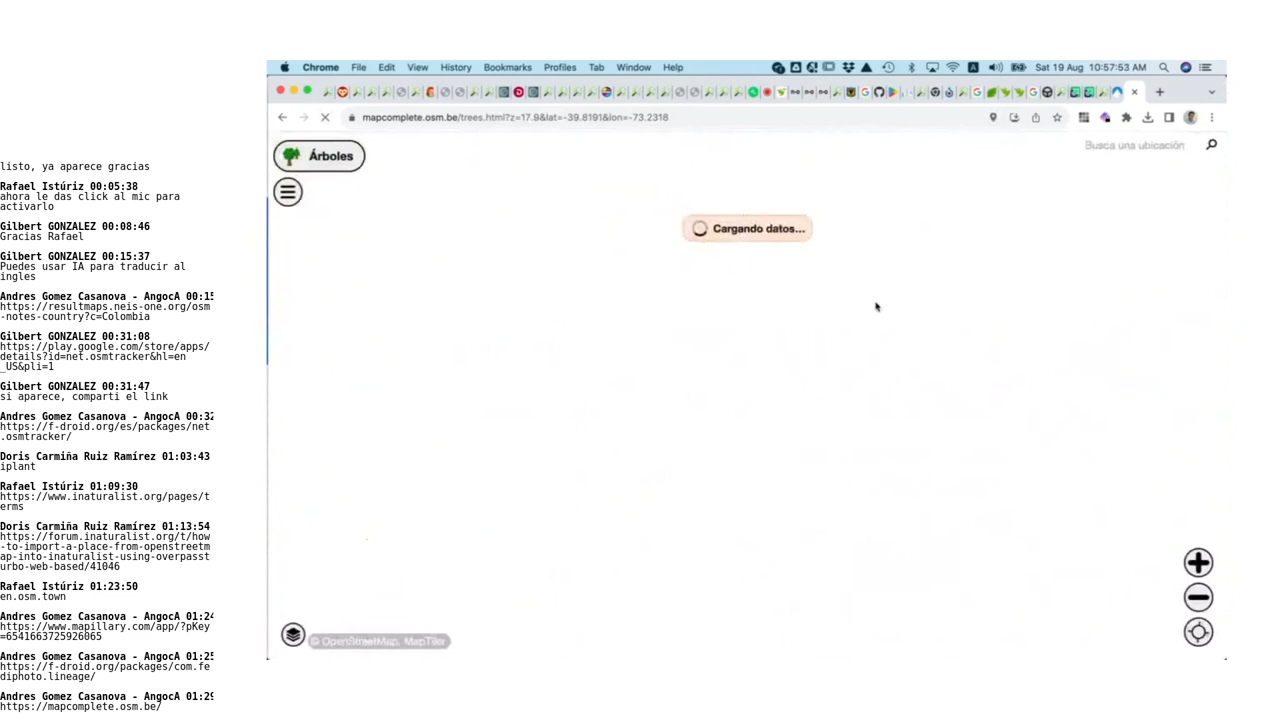 listo, ya aparece gracias
Rafael Istúriz 00:05:38
ahora le das click al mic para
activarlo
Gilbert GONZALEZ 00:08:46
Gracias Rafael
Gilbert GONZALEZ 00:15:37
Puedes usar IA para traducir al
ingles
Andres Gomez Casanova - AngocA 00:15
https://resultmaps.neis-one.org/osm
-notes-country?c=Colombia
Gilbert GONZALEZ 00:31:08
https://play.google.com/store/apps/
details?id=net.osmtracker&hl=en
_US&pli=1
Gilbert GONZALEZ 00:31:47
si aparece, comparti el link
Andres Gomez Casanova - AngocA 00:32
https://f-droid.org/es/packages/net
.osmtracker/
Doris Carmiña Ruiz Ramírez 01:03:43
iplant
Rafael Istúriz 01:09:30
https://www.inaturalist.org/pages/t
erms
Doris Carmiña Ruiz Ramírez 01:13:54
https://forum.inaturalist.org/t/how
-to-import-a-place-from-openstreetm
ap-into-inaturalist-using-overpasst
urbo-web-based/41046
Rafael Istúriz 01:23:50
en.osm.town
Andres Gomez Casanova - AngocA 01:24
https://www.mapillary.com/app/?pKey
=6541663725926065
Andres Gomez Casanova - AngocA 01:25
https://f-droid.org/packages/com.fe
diphoto.lineage/
Andres Gomez Casanova - AngocA 01:29
https://mapcomplete.osm.be/
Chrome File Edit View History Bookmarks Profiles Tab Window Help Sat 19 Aug 10:57:53 AM
mapcomplete.osm.be/trees.html?z=17.9&lat=-39.8191&lon=-73.2318
Árboles
Busca una ubicación
Cargando datos...
© OpenStreetMap, MapTiler